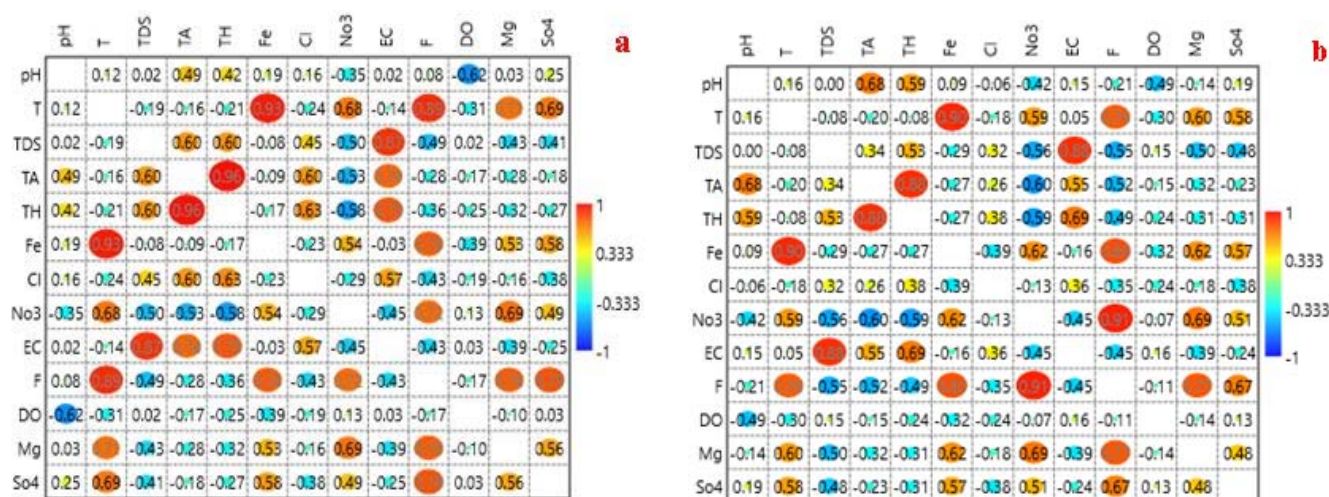 a
pH T TDS TA TH Fe Cl No3 EC F DO Mg So4
pH 0.12 0.02 0.49 0.42 0.19 0.16 -0.35 0.02 0.08 -0.62 0.03 0.25
T 0.12 -0.19 -0.16 -0.21 0.93 -0.24 0.68 -0.14 0.89 -0.31 0.69
TDS 0.02 -0.19 0.60 0.60 -0.08 0.45 -0.50 0.87 -0.49 0.02 -0.43 -0.41
TA 0.49 -0.16 0.60 0.96 -0.09 0.60 -0.53 -0.28 -0.17 -0.28 -0.18
TH 0.42 -0.21 0.60 0.96 -0.17 0.63 -0.58 -0.36 -0.25 -0.32 -0.27
Fe 0.19 0.93 -0.08 -0.09 -0.17 -0.23 0.54 -0.03 -0.39 0.53 0.58
Cl 0.16 -0.24 0.45 0.60 0.63 -0.23 -0.29 0.57 -0.43 -0.19 -0.16 -0.38
No3 -0.35 0.68 -0.50 -0.53 -0.58 0.54 -0.29 -0.45 0.13 0.69 0.49
EC 0.02 -0.14 0.87 -0.03 0.57 -0.45 -0.43 0.03 -0.39 -0.25
F 0.08 0.89 -0.49 -0.28 -0.36 -0.43 -0.43 -0.17
DO -0.62 -0.31 0.02 -0.17 -0.25 -0.39 -0.19 0.13 0.03 -0.17 -0.10 0.03
Mg 0.03 -0.43 -0.28 -0.32 0.53 -0.16 0.69 -0.39 -0.10 0.56
So4 0.25 0.69 -0.41 -0.18 -0.27 0.58 -0.38 0.49 -0.25 0.03 0.56
1
0.333
-0.333
-1
b
pH T TDS TA TH Fe Cl No3 EC F DO Mg So4
pH 0.16 0.00 0.68 0.59 0.09 -0.06 -0.42 0.15 -0.21 -0.49 -0.14 0.19
T 0.16 -0.08 -0.20 -0.08 0.90 -0.18 0.59 0.05 -0.30 0.60 0.58
TDS 0.00 -0.08 0.34 0.53 -0.29 0.32 -0.56 0.88 -0.55 0.15 -0.50 -0.48
TA 0.68 -0.20 0.34 0.88 -0.27 0.26 -0.60 0.55 -0.52 -0.15 -0.32 -0.23
TH 0.59 -0.08 0.53 0.88 -0.27 0.38 -0.59 0.69 -0.49 -0.24 -0.31 -0.31
Fe 0.09 0.90 -0.29 -0.27 -0.27 -0.39 0.62 -0.16 -0.32 0.62 0.57
Cl -0.06 -0.18 0.32 0.26 0.38 -0.39 -0.13 0.36 -0.35 -0.24 -0.18 -0.38
No3 -0.42 0.59 -0.56 -0.60 -0.59 0.62 -0.13 -0.45 0.91 -0.07 0.69 0.51
EC 0.15 0.05 0.88 0.55 0.69 -0.16 0.36 -0.45 -0.45 0.16 -0.39 -0.24
F -0.21 -0.55 -0.52 -0.49 -0.35 0.91 -0.45 -0.11 0.67
DO -0.49 -0.30 0.15 -0.15 -0.24 -0.32 -0.24 -0.07 0.16 -0.11 -0.14 0.13
Mg -0.14 0.60 -0.50 -0.32 -0.31 0.62 -0.18 0.69 -0.39 -0.14 0.48
So4 0.19 0.58 -0.48 -0.23 -0.31 0.57 -0.38 0.51 -0.24 0.67 0.13 0.48
1
0.333
-0.333
-1